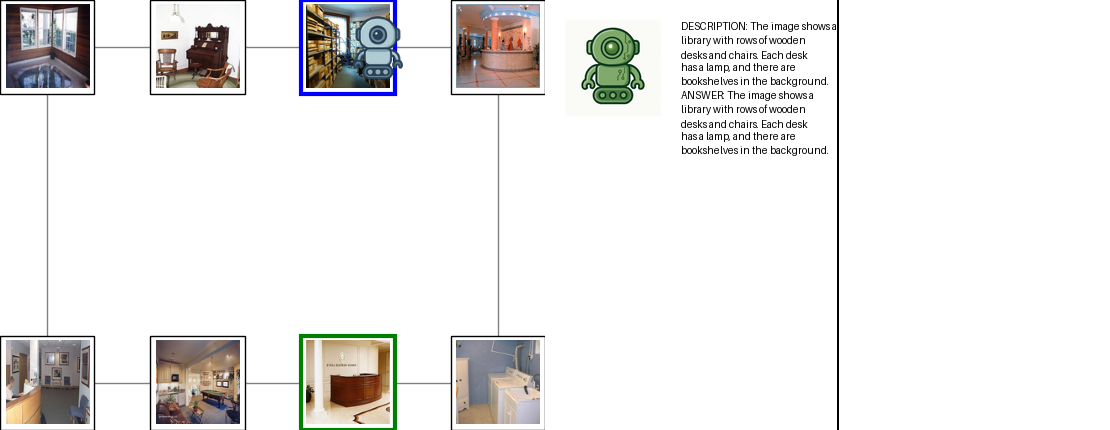 DESCRIPTION: The image shows a
library with rows of wooden
desks and chairs. Each desk
has a lamp, and there are
bookshelves in the background.
ANSWER: The image shows a
library with rows of wooden
desks and chairs. Each desk
has a lamp, and there are
bookshelves in the background.